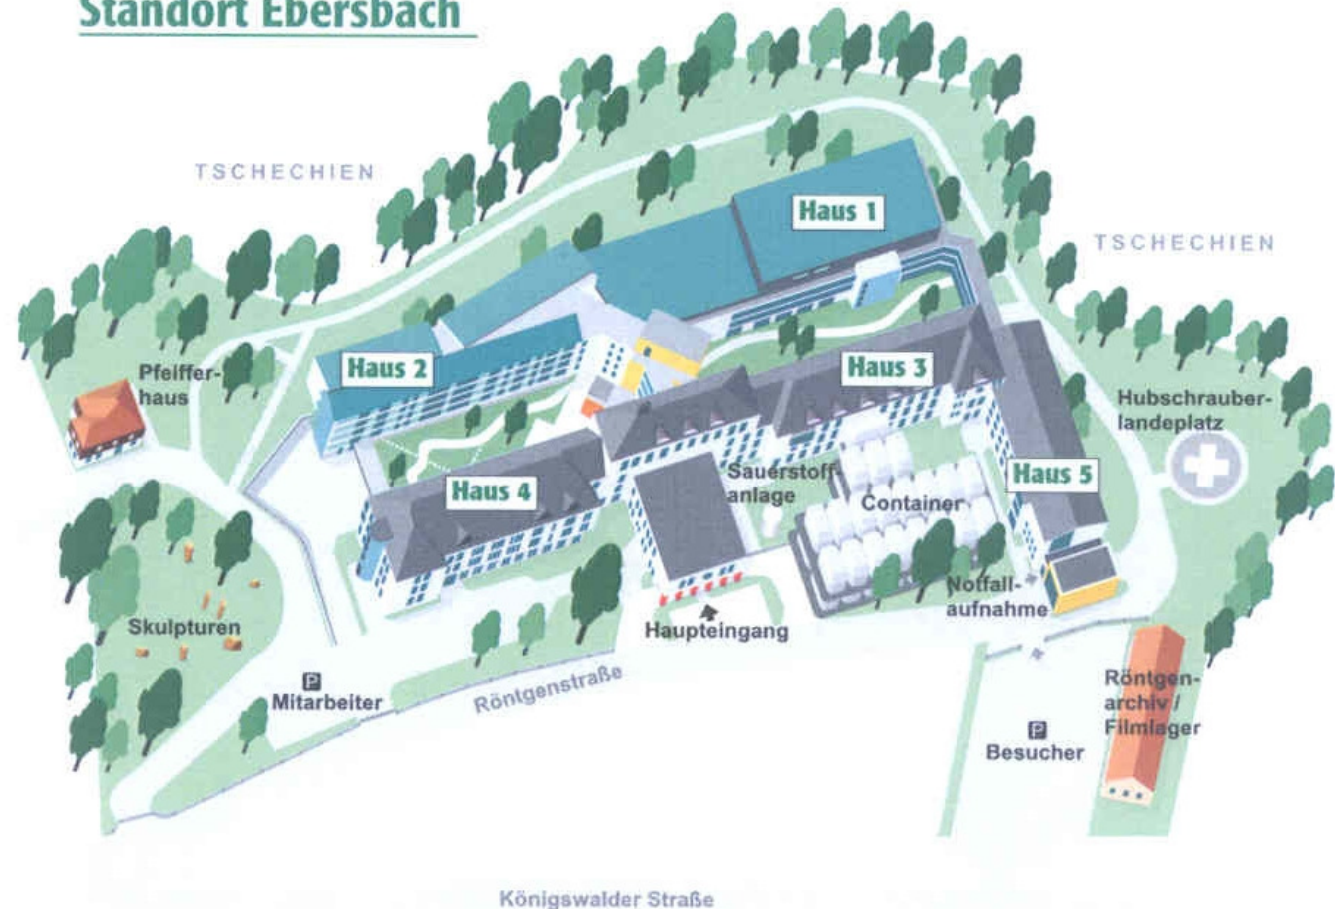 Standort Ebersbach
TSCHECHIEN
Haus 1
TSCHECHIEN
Haus 2
Haus 3
Pfeiffer-
haus
Hubschrauber-
landeplatz
Haus 4
Sauerstoff-
anlage
Container
Haus 5
Notfall-
aufnahme
Skulpturen
Haupteingang
P
Mitarbeiter
Röntgenstraße
Röntgen-
archiv /
Filmlager
P
Besucher
Königswalder Straße